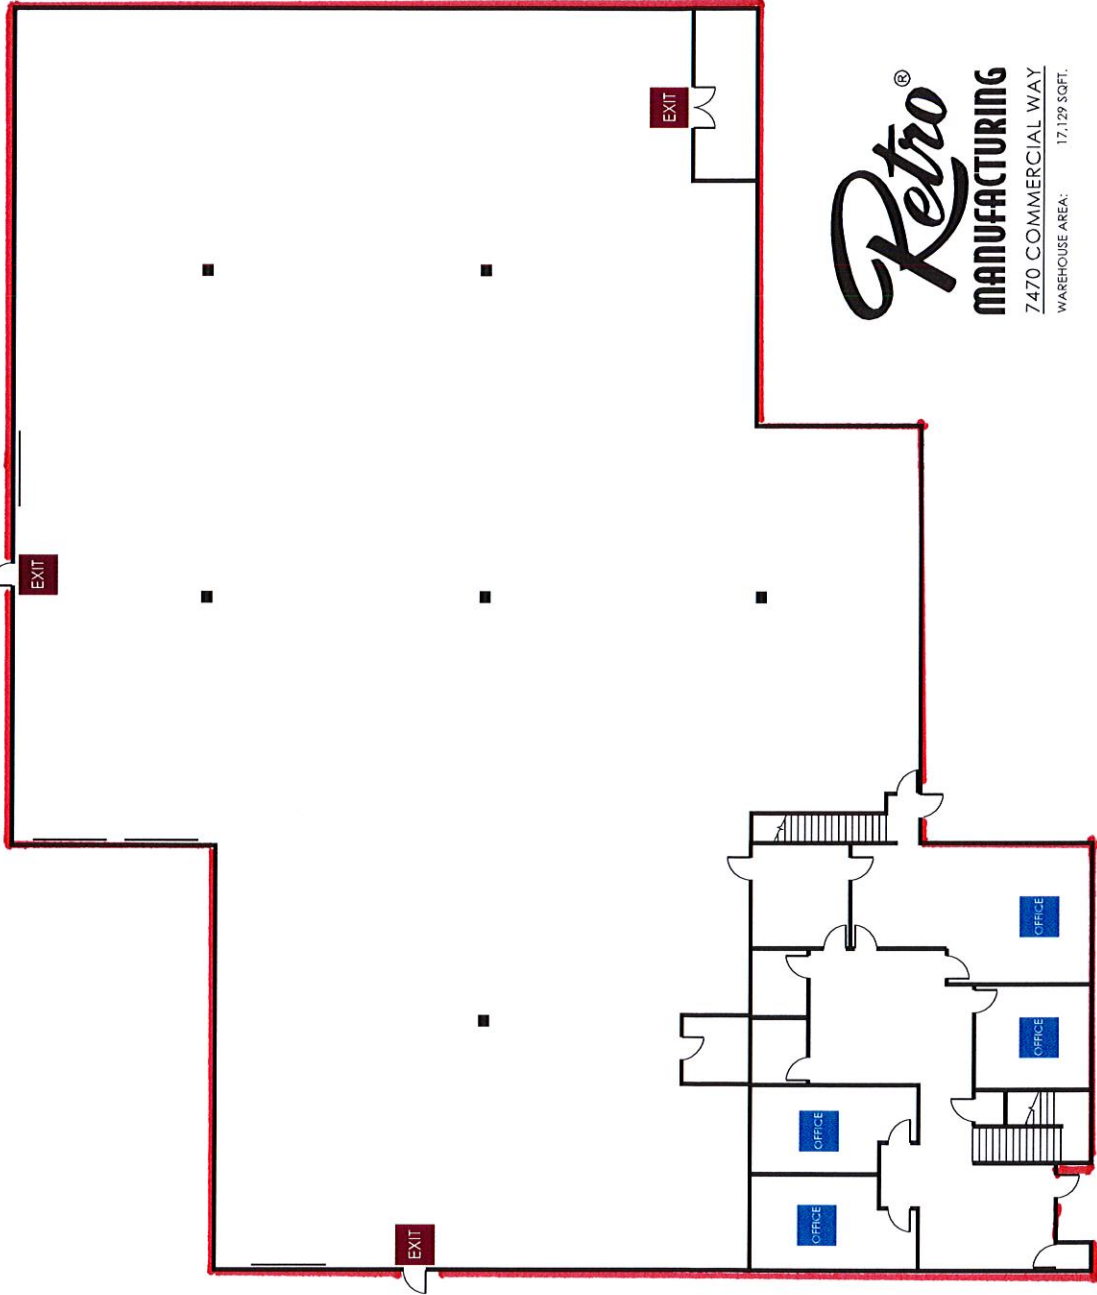 Retro®
MANUFACTURING
7470 COMMERCIAL WAY
WAREHOUSE AREA: 17,129 SQFT.
EXIT
EXIT
EXIT
OFFICE
OFFICE
OFFICE
OFFICE